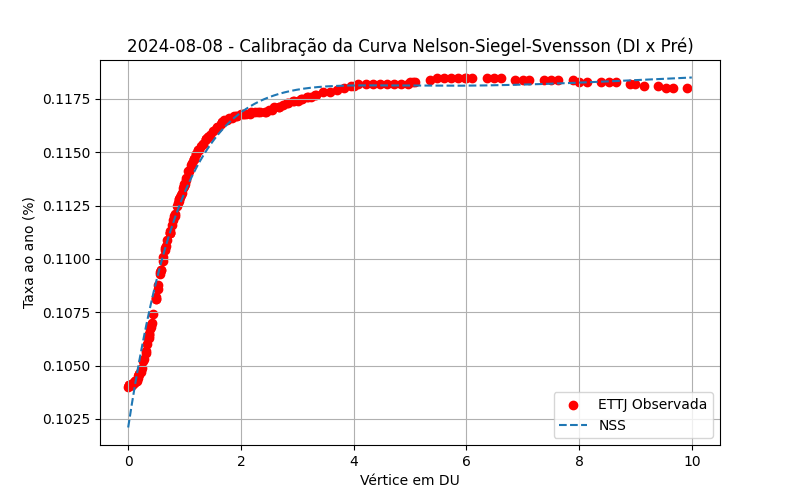 2024-08-08 - Calibração da Curva Nelson-Siegel-Svensson (DI x Pré)
Taxa ao ano (%)
0.1175
0.1150
0.1125
0.1100
0.1075
0.1050
0.1025
ETTJ Observada
NSS
0 2 4 6 8 10
Vértice em DU